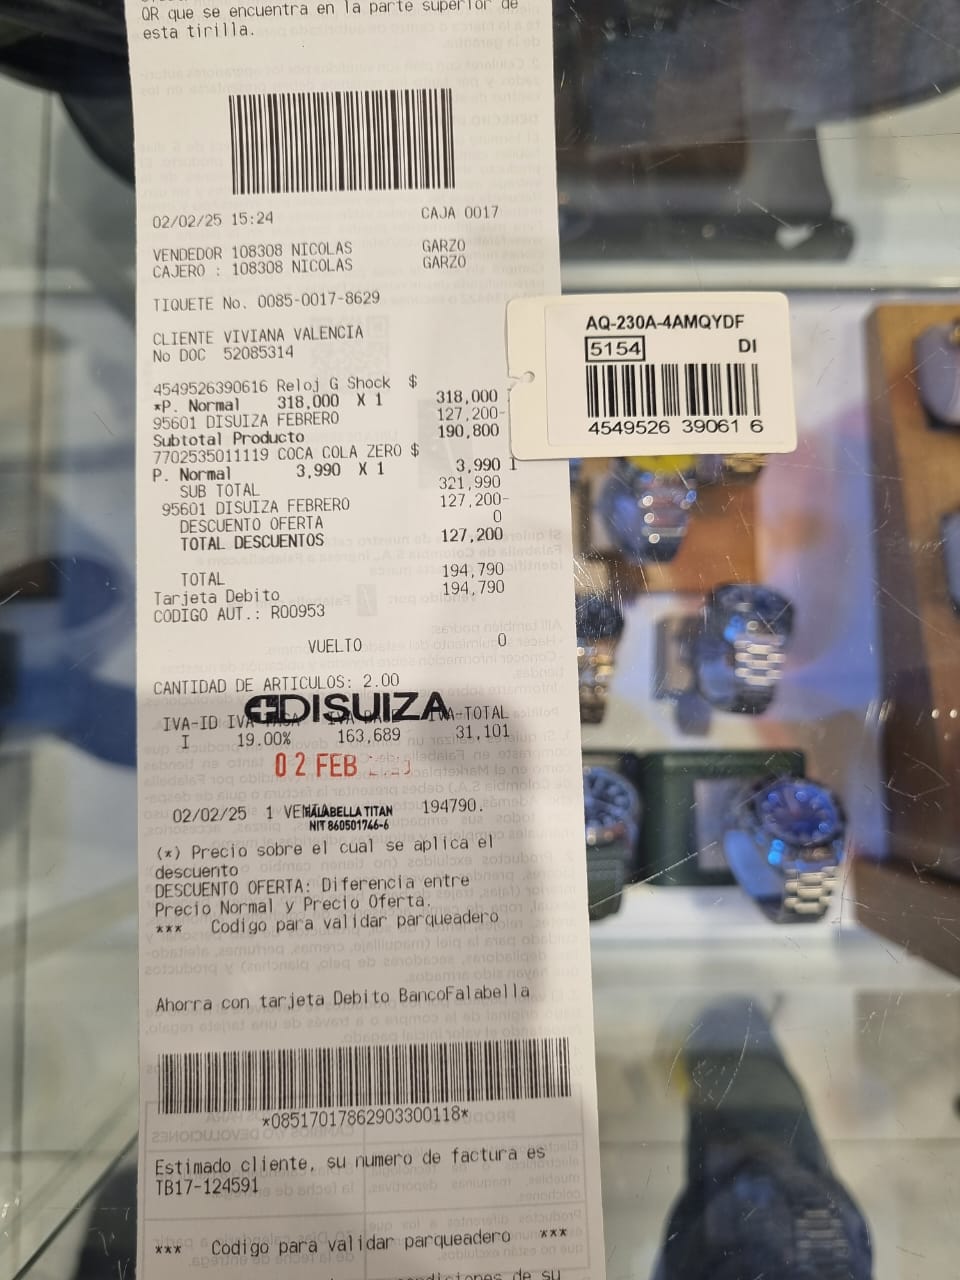 QR que se encuentra en la parte superior de
esta tirilla.
02/02/25 15:24 CAJA 0017
VENDEDOR 108308 NICOLAS GARZO
CAJERO : 108308 NICOLAS GARZO
TIQUETE No. 0085-0017-8629
CLIENTE VIVIANA VALENCIA
No DOC 52085314
4549526390616 Reloj G Shock $ 318,000
*P. Normal 318,000 X 1
95601 DISUIZA FEBRERO 127,200-
Subtotal Producto 190,800
7702535011119 COCA COLA ZERO $
P. Normal 3,990 X 1 3,990 I
SUB TOTAL 321,990
95601 DISUIZA FEBRERO 127,200-
DESCUENTO OFERTA 0
TOTAL DESCUENTOS 127,200
TOTAL 194,790
Tarjeta Debito 194,790
CODIGO AUT.: R00953
VUELTO 0
CANTIDAD DE ARTICULOS: 2.00
DISUIZA
IVA-ID IVA IVA-TOTAL
I 19.00% 163,689 31,101
02 FEB
02/02/25 1 194790.
FALABELLA TITAN
NIT 860501746-6
(*) Precio sobre el cual se aplica el
descuento
DESCUENTO OFERTA: Diferencia entre
Precio Normal y Precio Oferta.
*** Codigo para validar parqueadero
Ahorra con tarjeta Debito BancoFalabella
*08517017862903300118*
Estimado cliente, su numero de factura es
TB17-124591
*** Codigo para validar parqueadero ***
de su
AQ-230A-4AMQYDF
5154 DI
4549526 39061 6